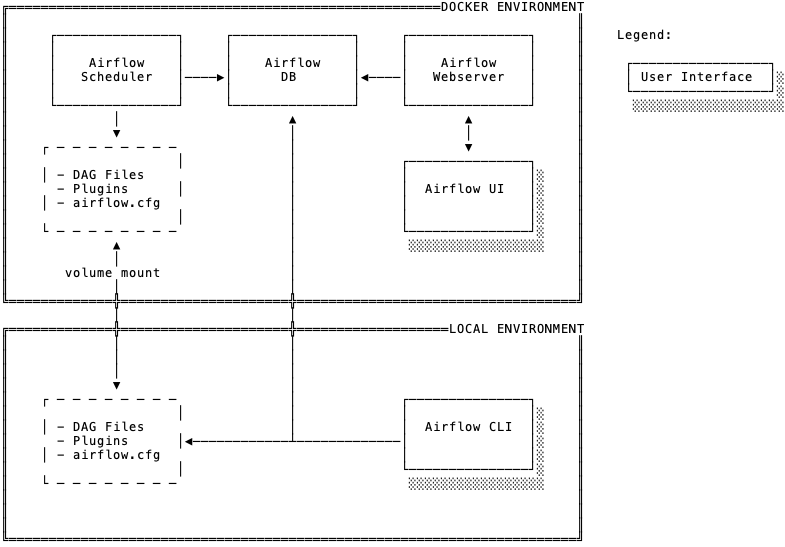 DOCKER ENVIRONMENT
Legend:
User Interface
Airflow
Scheduler
Airflow
DB
Airflow
Webserver
- DAG Files
- Plugins
- airflow.cfg
Airflow UI
volume mount
LOCAL ENVIRONMENT
- DAG Files
- Plugins
- airflow.cfg
Airflow CLI